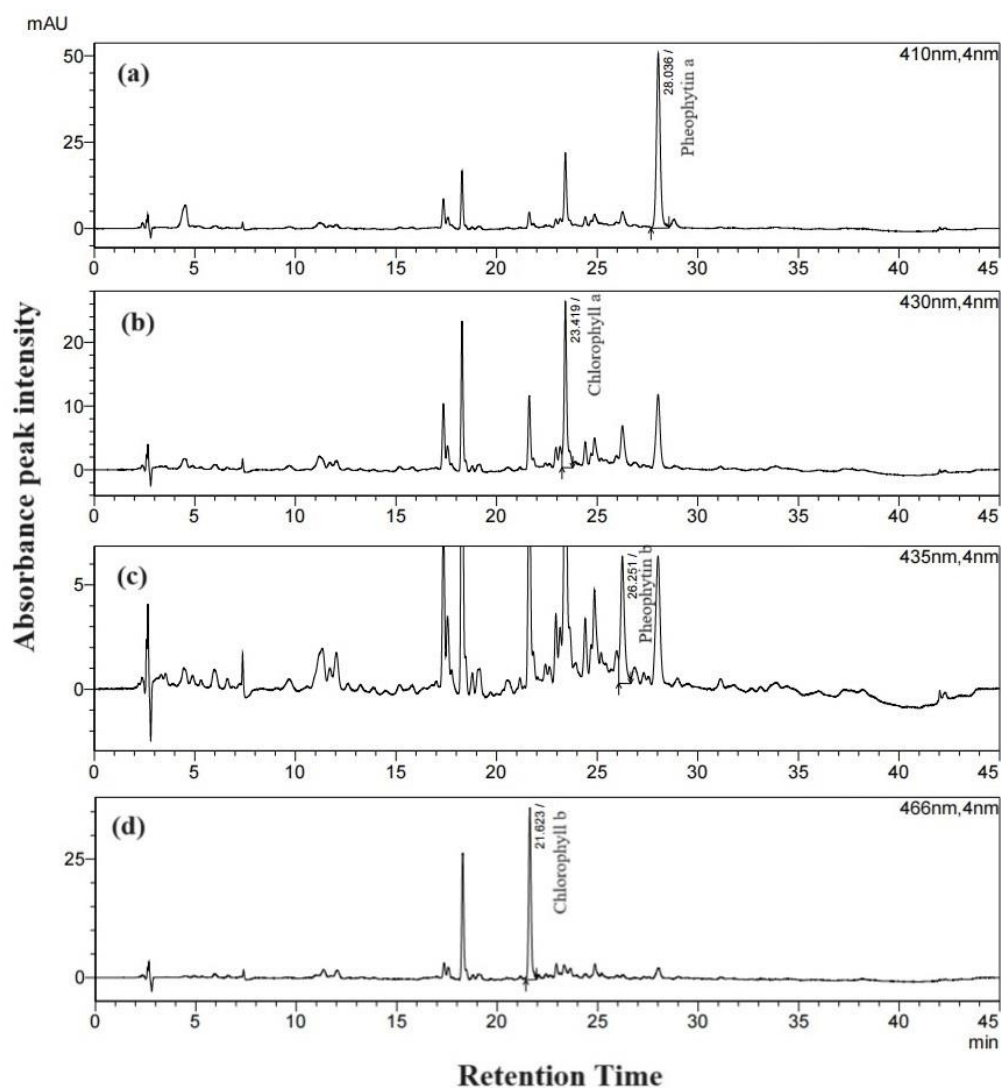 mAU
50
(a)
410nm,4nm
28.036 /
Pheophytin a
25
0
0 5 10 15 20 25 30 35 40 45
(b)
430nm,4nm
23.419 /
Chlorophyll a
20
10
0
0 5 10 15 20 25 30 35 40 45
Absorbance peak intensity
(c)
435nm,4nm
26.251 /
Pheophytin b
5
0
0 5 10 15 20 25 30 35 40 45
(d)
466nm,4nm
21.623 /
Chlorophyll b
25
0
0 5 10 15 20 25 30 35 40 45
min
Retention Time